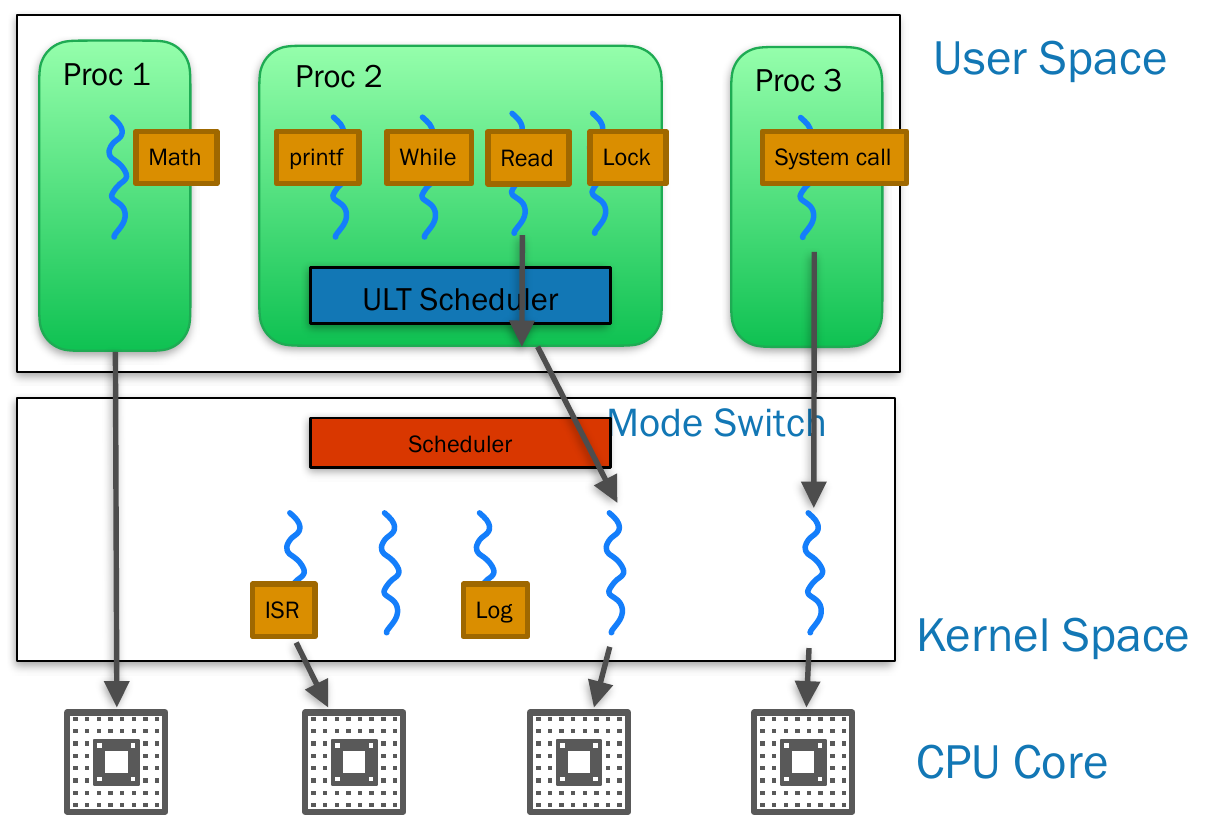 User Space
Proc 1
Proc 2
Proc 3
Math
printf
While
Read
Lock
System call
ULT Scheduler
Mode Switch
Scheduler
ISR
Log
Kernel Space
CPU Core